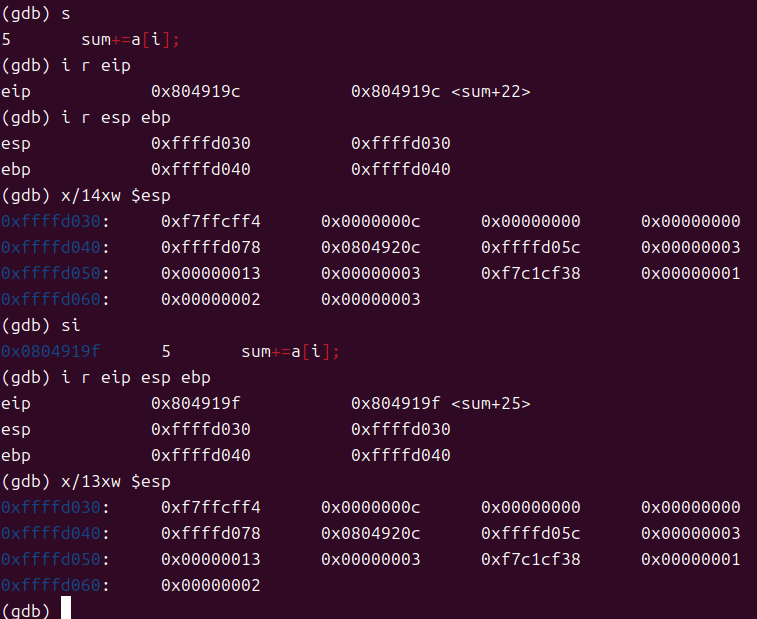 (gdb) s
5       sum+=a[i];
(gdb) i r eip
eip            0x804919c           0x804919c <sum+22>
(gdb) i r esp ebp
esp            0xffffd030          0xffffd030
ebp            0xffffd040          0xffffd040
(gdb) x/14xw $esp
0xffffd030:     0xf7ffcff4      0x0000000c      0x00000000      0x00000000
0xffffd040:     0xffffd078      0x0804920c      0xffffd05c      0x00000003
0xffffd050:     0x00000013      0x00000003      0xf7c1cf38      0x00000001
0xffffd060:     0x00000002      0x00000003
(gdb) si
0x0804919f      5       sum+=a[i];
(gdb) i r eip esp ebp
eip            0x804919f           0x804919f <sum+25>
esp            0xffffd030          0xffffd030
ebp            0xffffd040          0xffffd040
(gdb) x/13xw $esp
0xffffd030:     0xf7ffcff4      0x0000000c      0x00000000      0x00000000
0xffffd040:     0xffffd078      0x0804920c      0xffffd05c      0x00000003
0xffffd050:     0x00000013      0x00000003      0xf7c1cf38      0x00000001
0xffffd060:     0x00000002
(gdb)